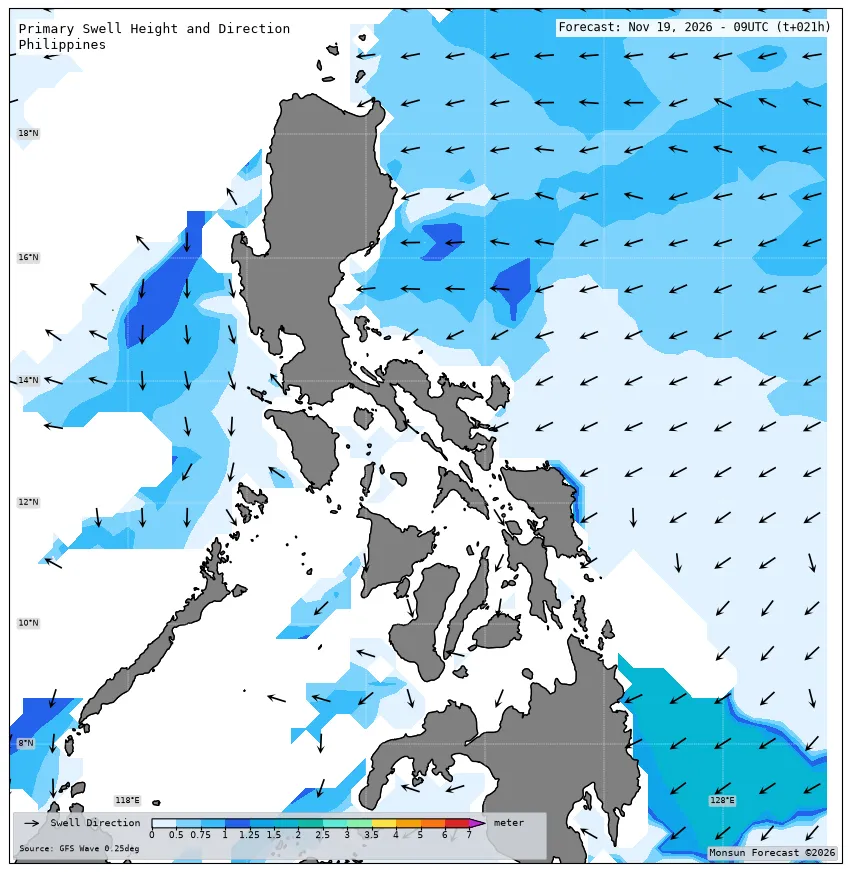 Primary Swell Height and Direction
Philippines
Forecast: Nov 19, 2026 - 09UTC (t+021h)
18°N
16°N
14°N
12°N
10°N
8°N
118°E
128°E
Swell Direction
0 0.5 0.75 1 1.25 1.5 2 2.5 3 3.5 4 5 6 7
meter
Source: GFS Wave 0.25deg
Monsun Forecast ©2026